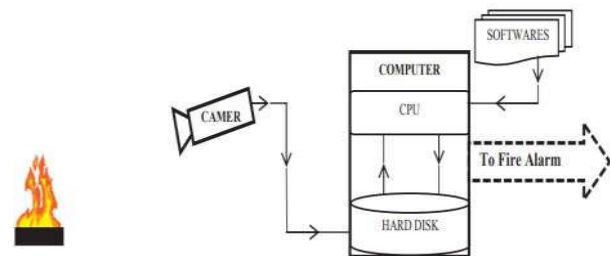 SOFTWARES
COMPUTER
CAMER
CPU
To Fire Alarm
HARD DISK